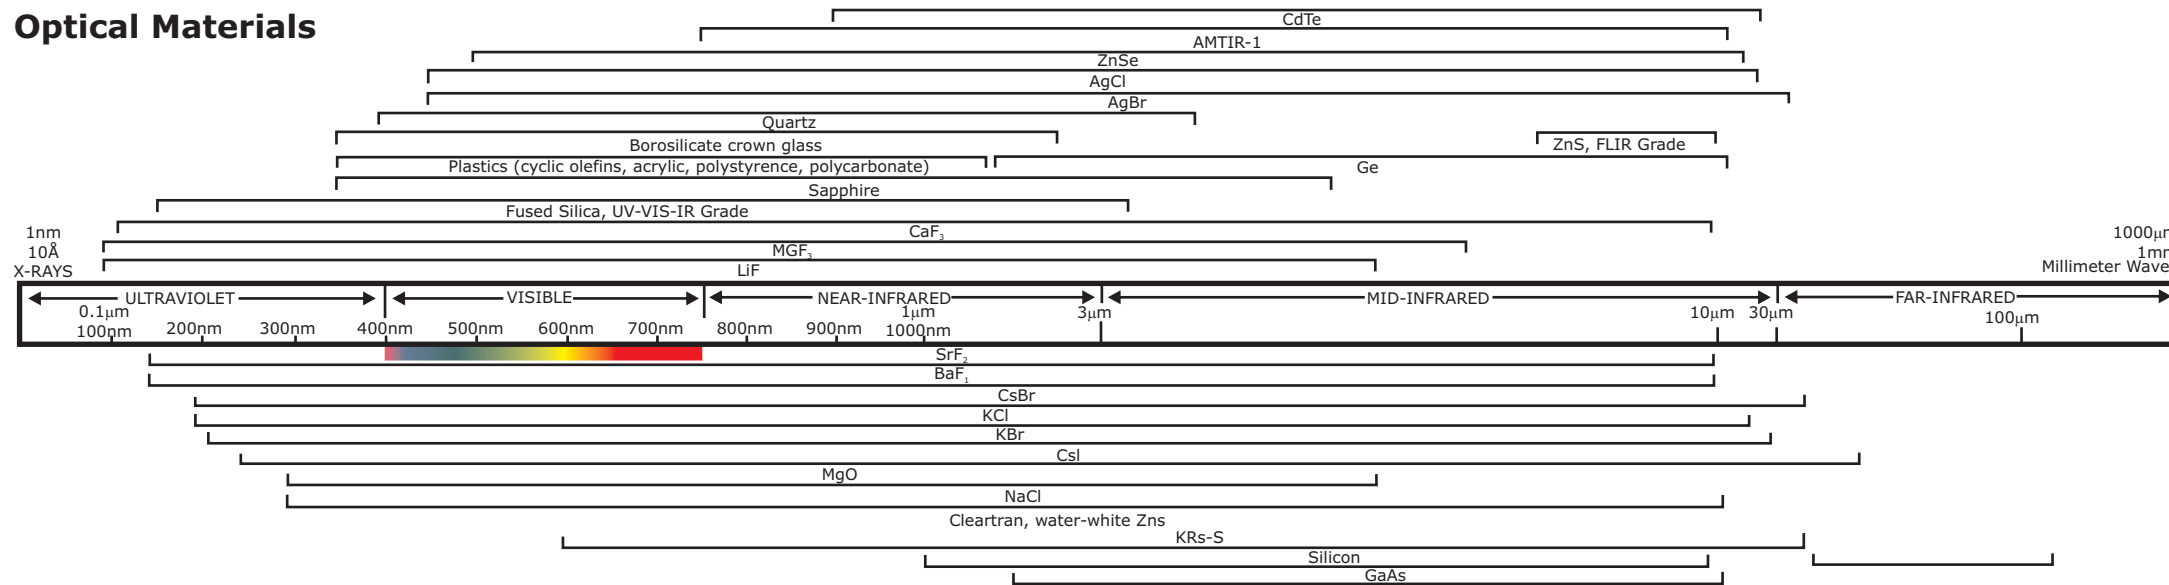 Optical Materials
CdTe
AMTIR-1
ZnSe
AgCl
AgBr
Quartz
Borosilicate crown glass
ZnS, FLIR Grade
Plastics (cyclic olefins, acrylic, polystyrence, polycarbonate)
Ge
Sapphire
Fused Silica, UV-VIS-IR Grade
CaF₃
MGF₃
LiF
1nm
10Å
X-RAYS
1000μm
1mm
Millimeter Wave
ULTRAVIOLET
VISIBLE
NEAR-INFRARED
MID-INFRARED
FAR-INFRARED
0.1μm
100nm
200nm
300nm
400nm
500nm
600nm
700nm
800nm
900nm
1μm
1000nm
3μm
10μm
30μm
100μm
SrF₂
BaF₁
CsBr
KCl
KBr
Csl
MgO
NaCl
Cleartran, water-white Zns
KRs-S
Silicon
GaAs